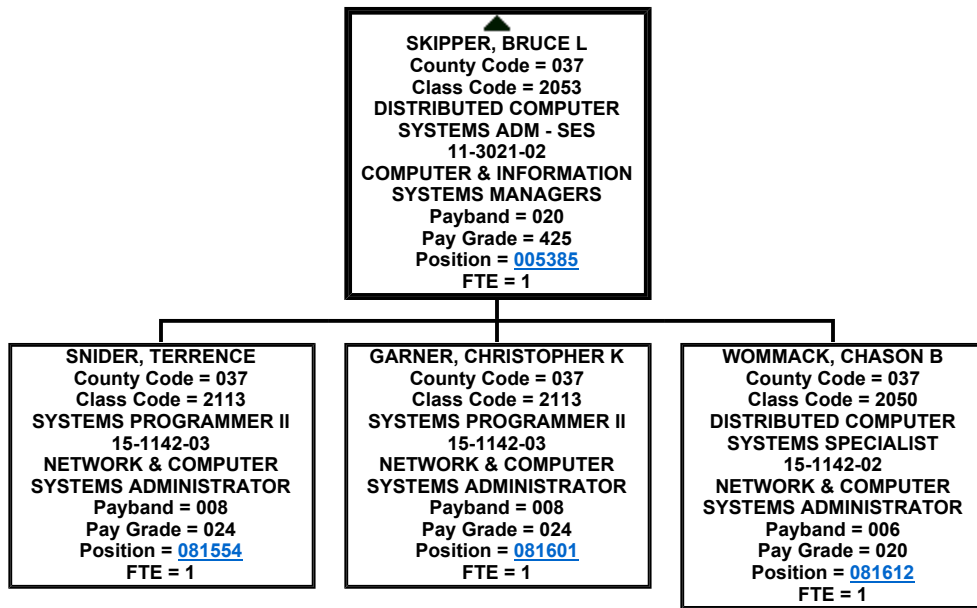 SKIPPER, BRUCE L
County Code = 037
Class Code = 2053
DISTRIBUTED COMPUTER
SYSTEMS ADM - SES
11-3021-02
COMPUTER & INFORMATION
SYSTEMS MANAGERS
Payband = 020
Pay Grade = 425
Position = 005385
FTE = 1
SNIDER, TERRENCE
County Code = 037
Class Code = 2113
SYSTEMS PROGRAMMER II
15-1142-03
NETWORK & COMPUTER
SYSTEMS ADMINISTRATOR
Payband = 008
Pay Grade = 024
Position = 081554
FTE = 1
GARNER, CHRISTOPHER K
County Code = 037
Class Code = 2113
SYSTEMS PROGRAMMER II
15-1142-03
NETWORK & COMPUTER
SYSTEMS ADMINISTRATOR
Payband = 008
Pay Grade = 024
Position = 081601
FTE = 1
WOMMACK, CHASON B
County Code = 037
Class Code = 2050
DISTRIBUTED COMPUTER
SYSTEMS SPECIALIST
15-1142-02
NETWORK & COMPUTER
SYSTEMS ADMINISTRATOR
Payband = 006
Pay Grade = 020
Position = 081612
FTE = 1